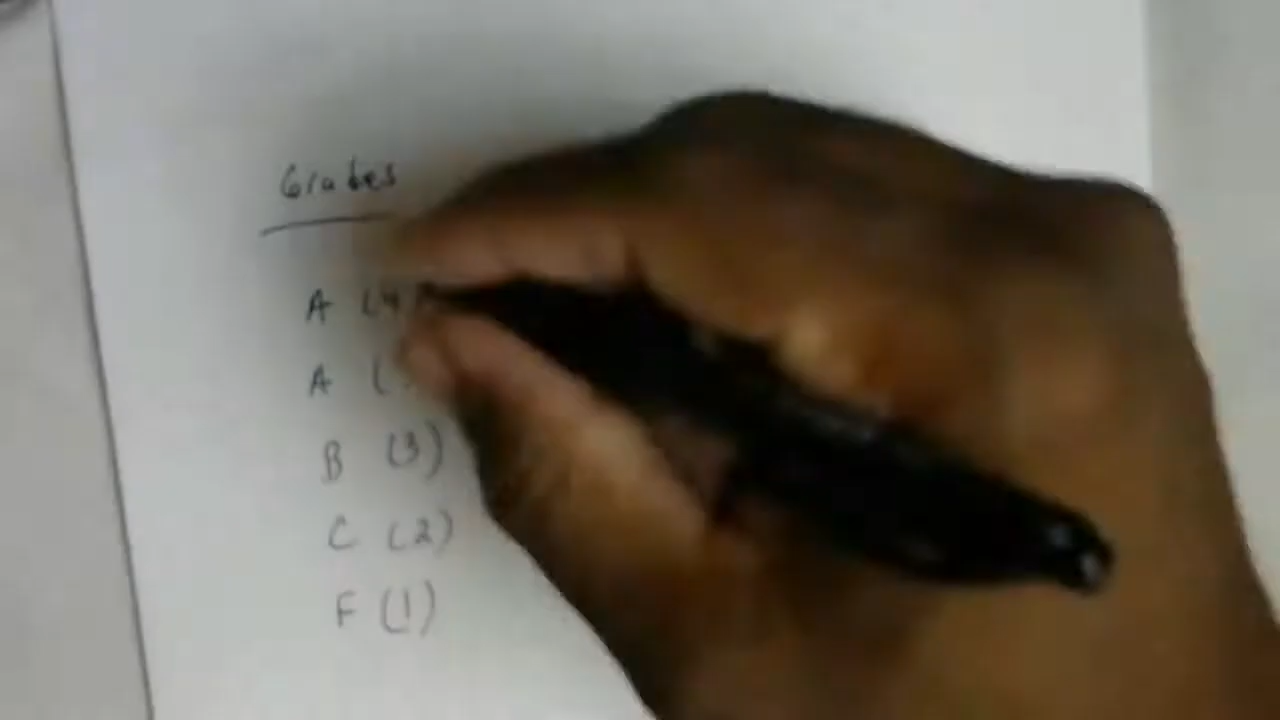 Grades
A (4
A (
B (3)
C (2)
F (1)